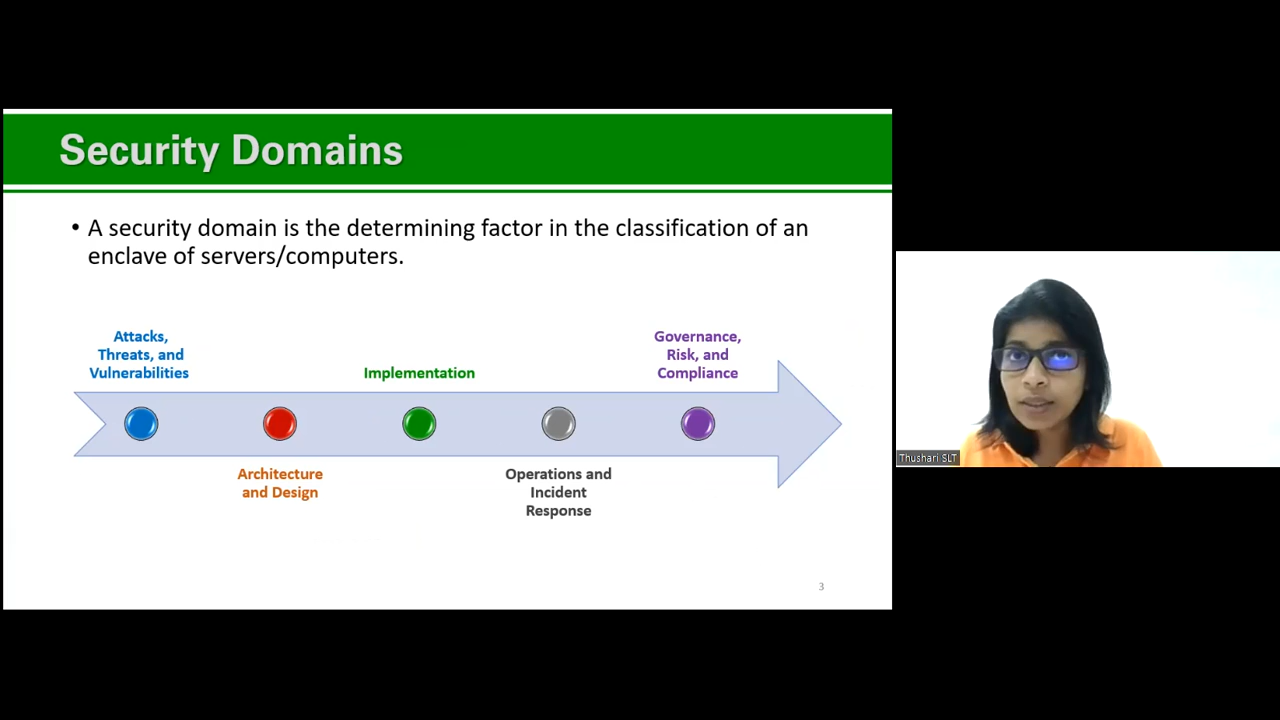 Security Domains
• A security domain is the determining factor in the classification of an
enclave of servers/computers.
Attacks,
Threats, and
Vulnerabilities
Architecture
and Design
Implementation
Operations and
Incident
Response
Governance,
Risk, and
Compliance
3
Thushari SLT